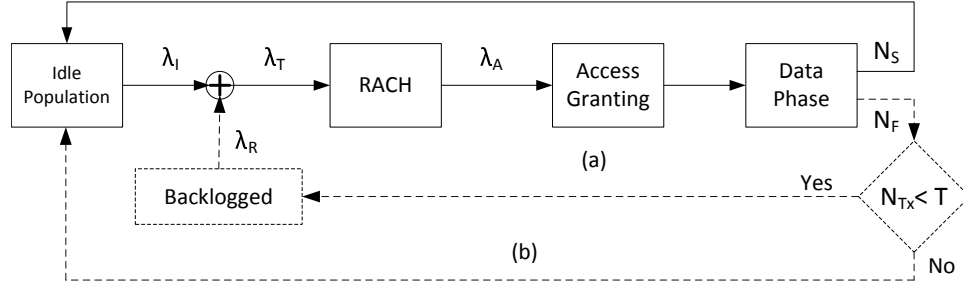 Idle
Population
λI
λT
RACH
λA
Access
Granting
Data
Phase
NS
NF
λR
(a)
Backlogged
Yes
NTx< T
(b)
No